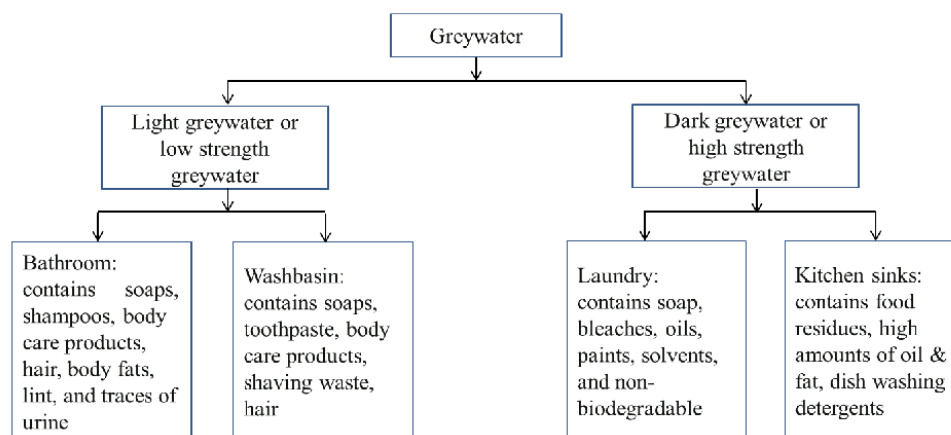 Greywater
Light greywater or
low strength
greywater
Dark greywater or
high strength
greywater
Bathroom:
contains soaps,
shampoos, body
care products,
hair, body fats,
lint, and traces of
urine
Washbasin:
contains soaps,
toothpaste, body
care products,
shaving waste,
hair
Laundry:
contains soap,
bleaches, oils,
paints, solvents,
and non-
biodegradable
Kitchen sinks:
contains food
residues, high
amounts of oil &
fat, dish washing
detergents